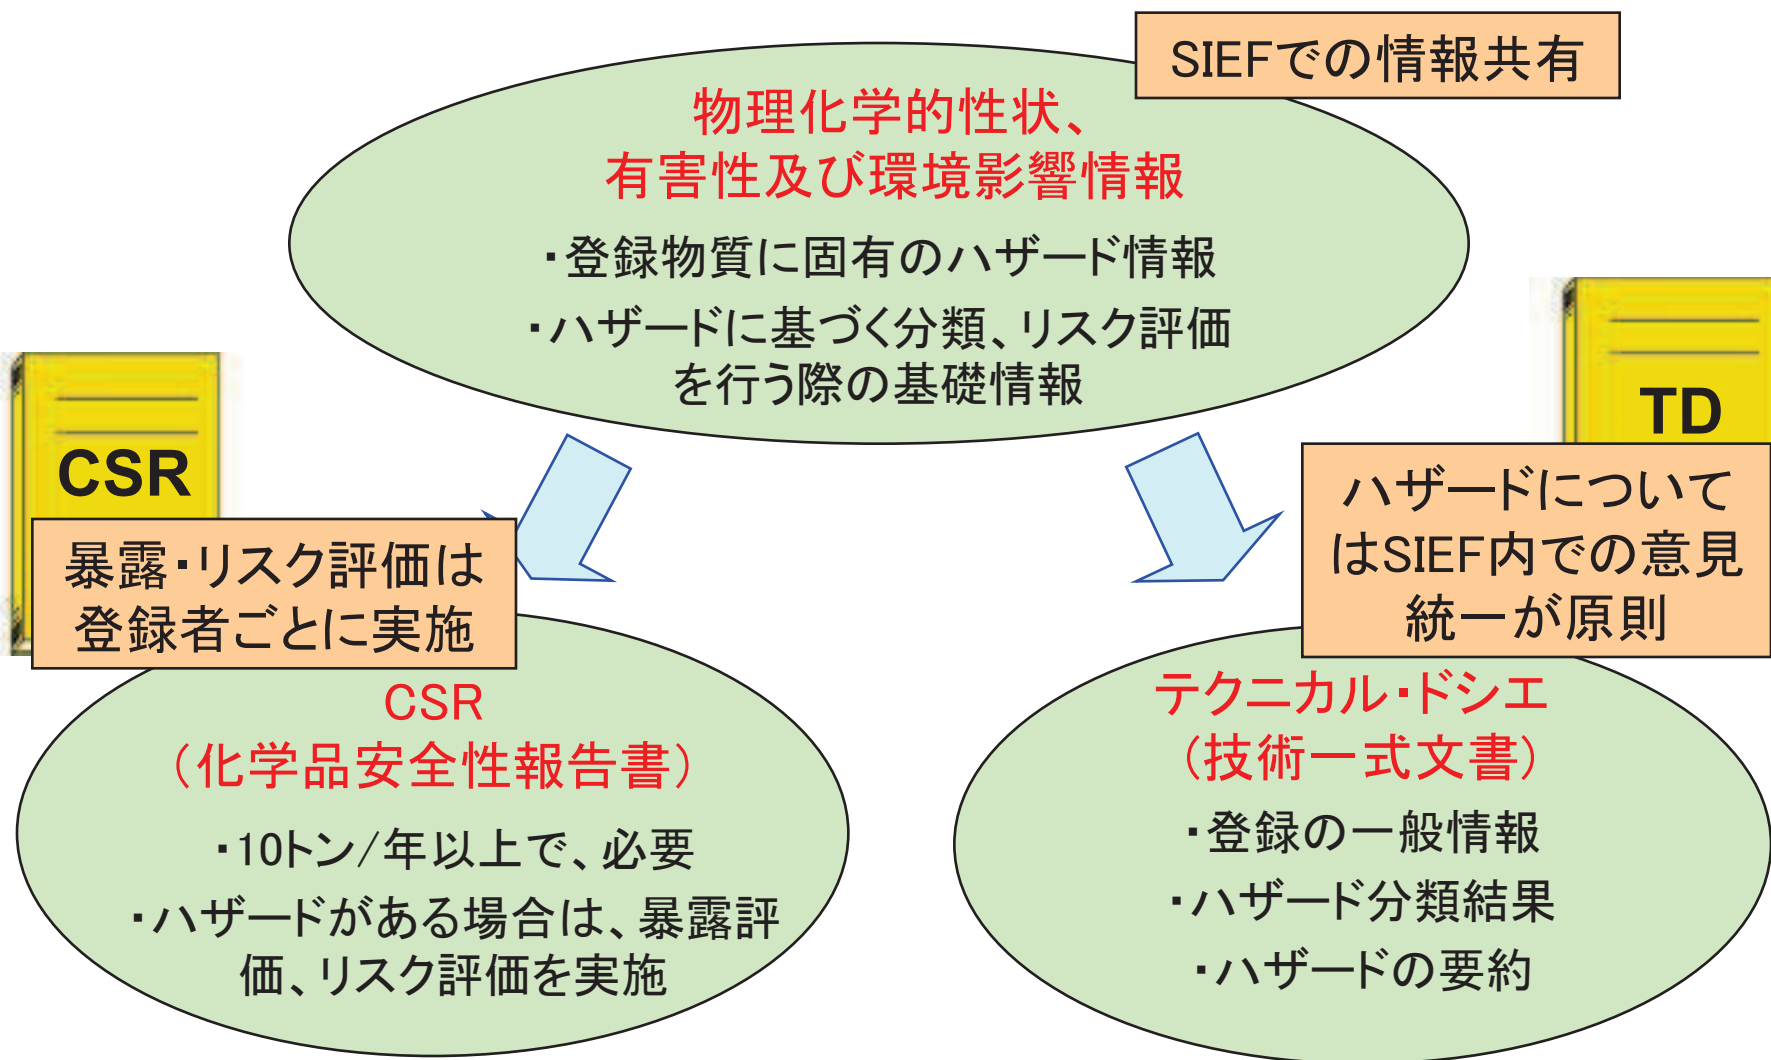 SIEFでの情報共有
物理化学的性状、
有害性及び環境影響情報
・登録物質に固有のハザード情報
・ハザードに基づく分類、リスク評価
を行う際の基礎情報
CSR
暴露・リスク評価は
登録者ごとに実施
CSR
（化学品安全性報告書）
・10トン/年以上で、必要
・ハザードがある場合は、暴露評
価、リスク評価を実施
TD
ハザードについて
はSIEF内での意見
統一が原則
テクニカル・ドシエ
（技術一式文書）
・登録の一般情報
・ハザード分類結果
・ハザードの要約